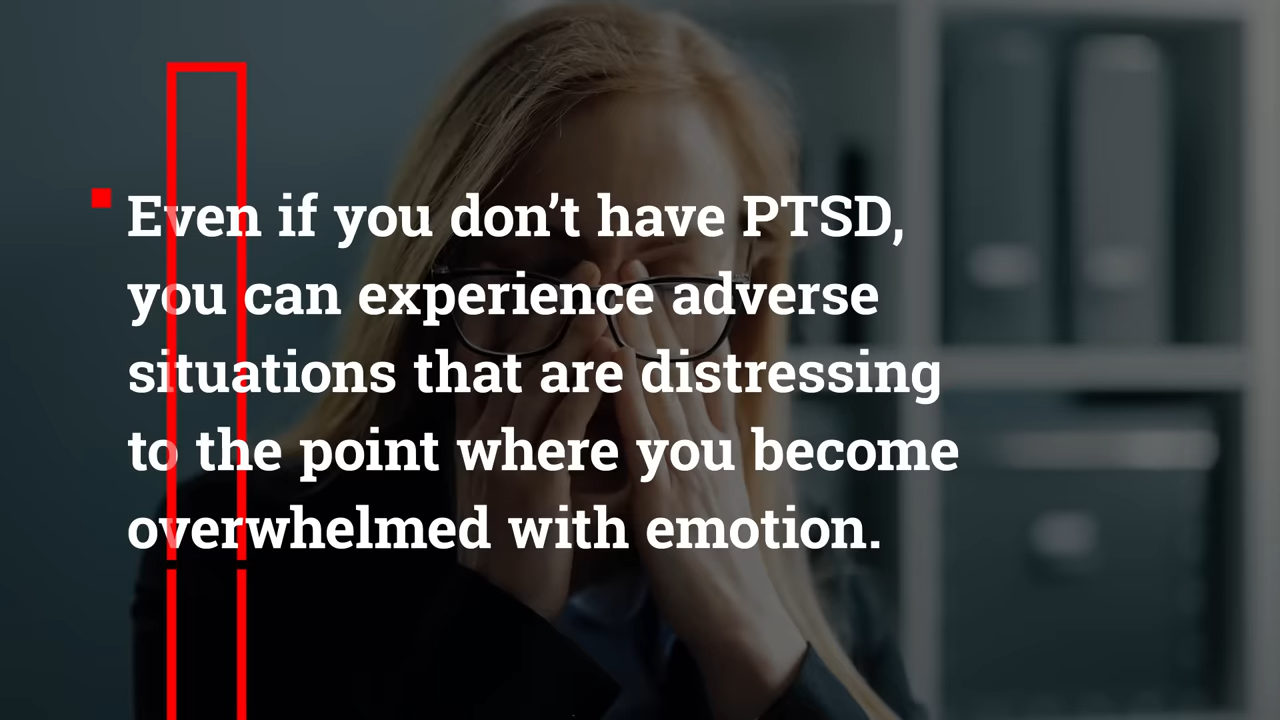 Even if you don’t have PTSD,
you can experience adverse
situations that are distressing
to the point where you become
overwhelmed with emotion.